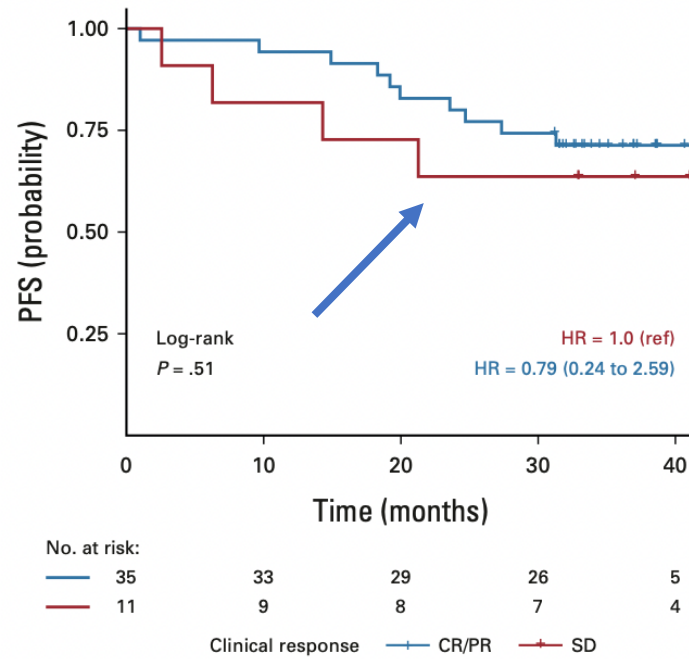 1.00
0.75
0.50
0.25
PFS (probability)
Log-rank
P = .51
HR = 1.0 (ref)
HR = 0.79 (0.24 to 2.59)
0 10 20 30 40
Time (months)
No. at risk:
35 33 29 26 5
11 9 8 7 4
Clinical response CR/PR SD